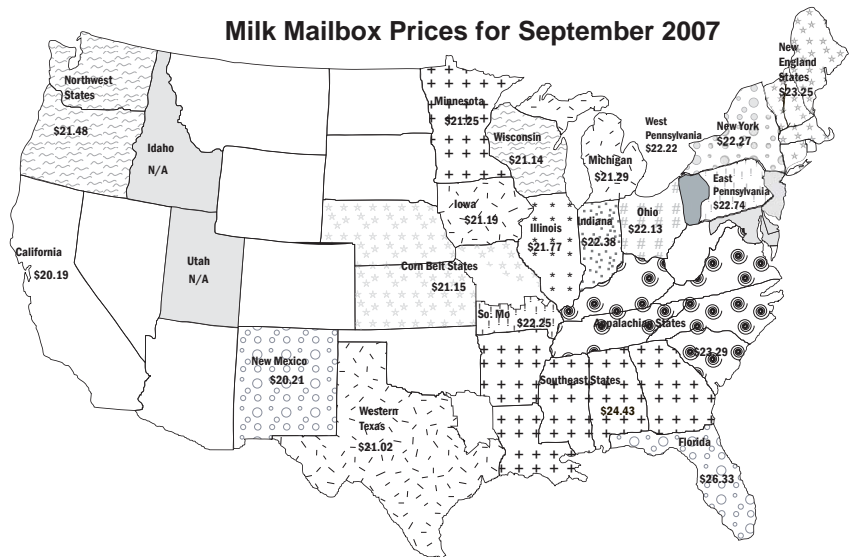 Milk Mailbox Prices for September 2007
Northwest
States
$21.48
Idaho
N/A
Utah
N/A
California
$20.19
New Mexico
$20.21
Western
Texas
$21.02
Minnesota
$21.25
Wisconsin
$21.14
Iowa
$21.19
Corn Belt States
$21.15
So. Mo
$22.25
Illinois
$21.77
Indiana
$22.38
Michigan
$21.29
Ohio
$22.13
West
Pennsylvania
$22.22
East
Pennsylvania
$22.74
New York
$22.27
New
England
States
$23.25
Appalachian States
$23.29
Southeast States
$24.43
Florida
$26.33